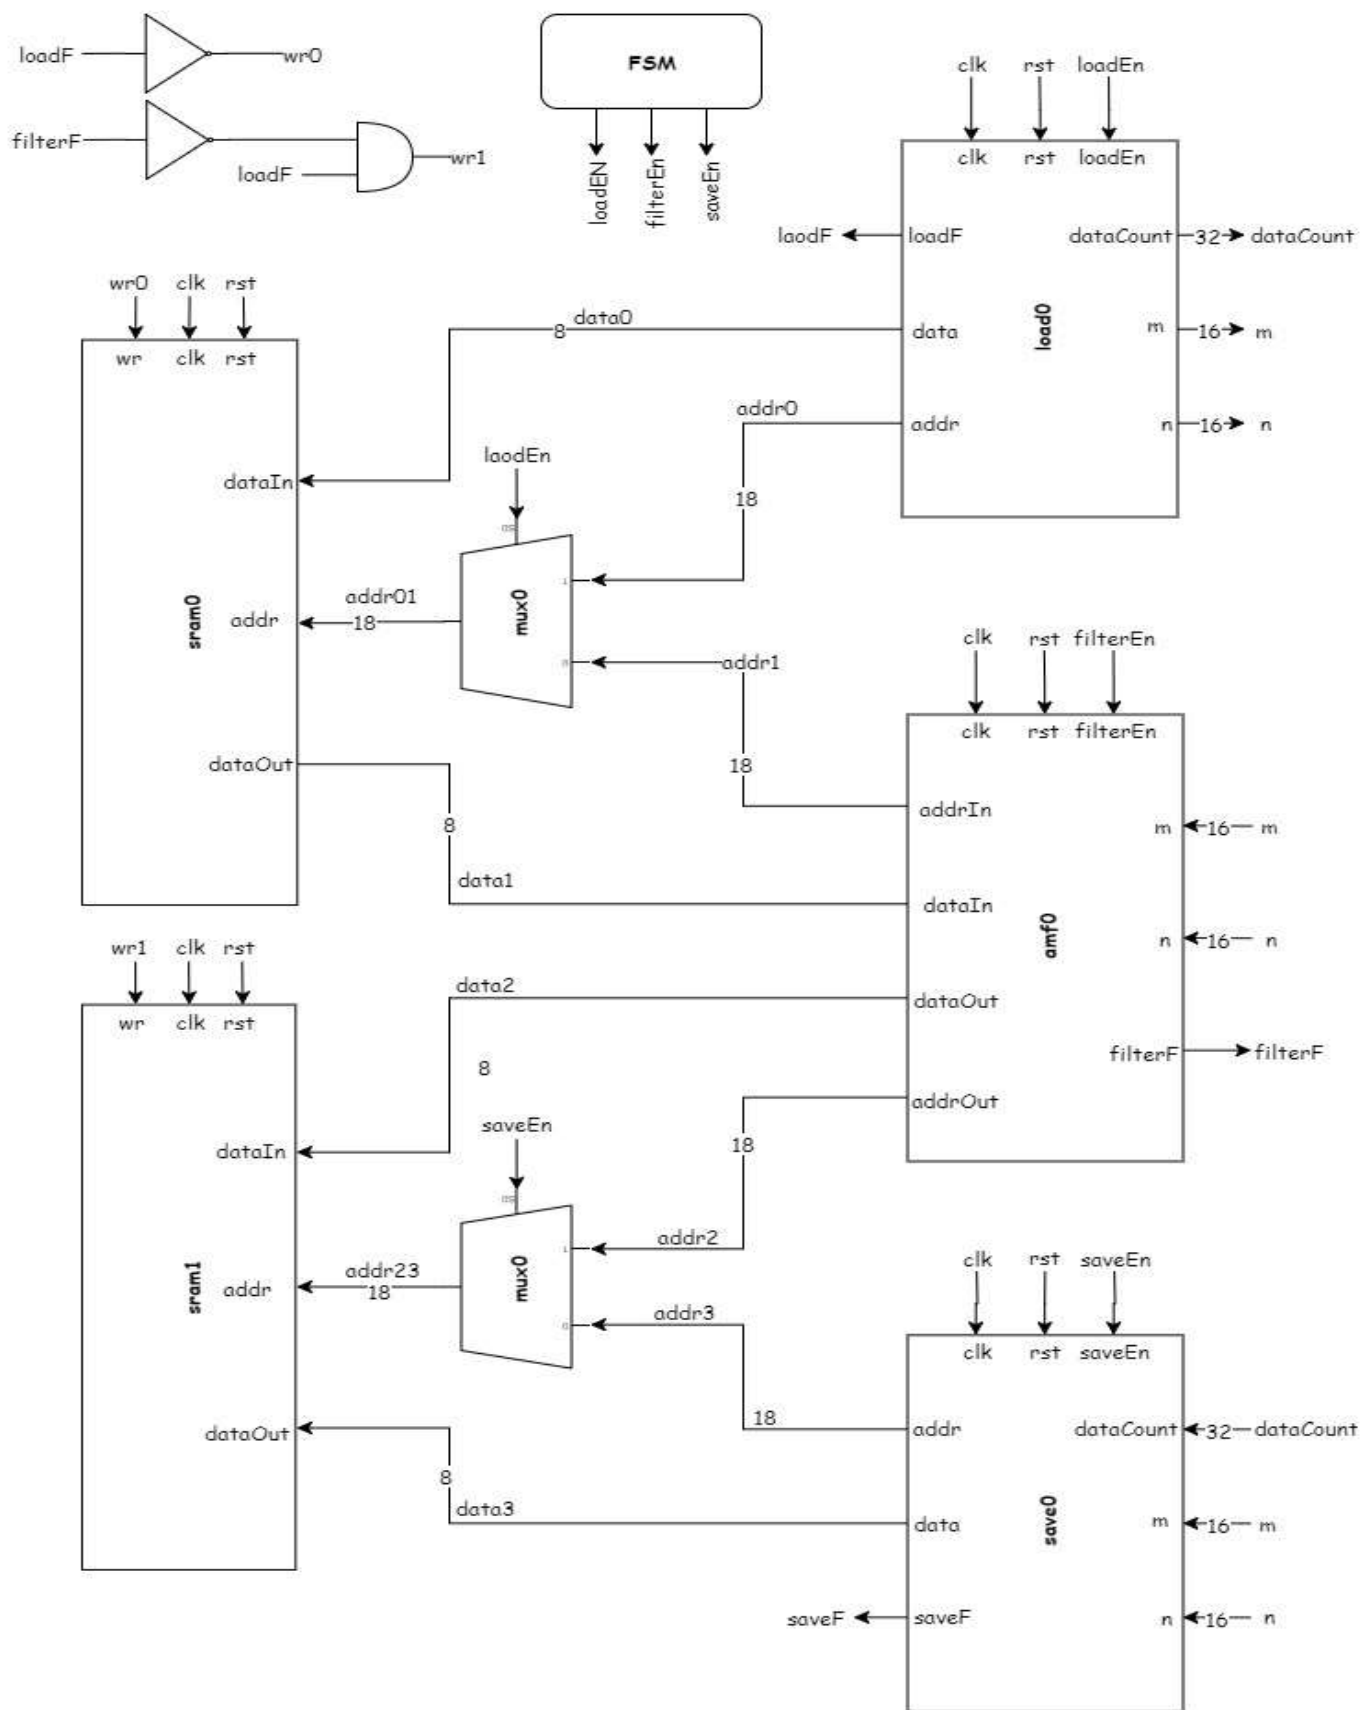 loadF
wr0
filterF
loadF
wr1
FSM
loadEN
filterEn
saveEn
clk rst loadEn
clk rst loadEn
laodF
loadF
dataCount
32
dataCount
data
m
16
m
addr
n
16
n
load0
data0
8
addr0
18
wr0 clk rst
wr clk rst
dataIn
addr
dataOut
sram0
laodEn
1
mux0
addr01
18
addr1
18
8
data1
clk rst filterEn
clk rst filterEn
addrIn
m
16
m
dataIn
n
16
n
dataOut
filterF
filterF
addrOut
amf0
wr1 clk rst
wr clk rst
dataIn
addr
dataOut
sram1
data2
8
saveEn
1
0
mux0
addr23
18
addr2
18
addr3
18
8
data3
clk rst saveEn
clk rst saveEn
addr
dataCount
32
dataCount
data
m
16
m
saveF
saveF
n
16
n
save0